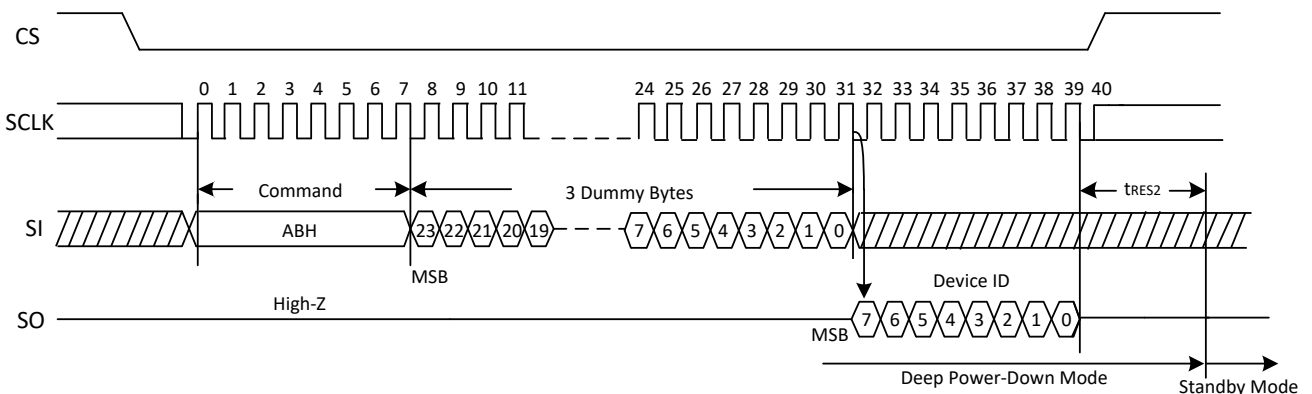 CS
0 1 2 3 4 5 6 7 8 9 10 11 24 25 26 27 28 29 30 31 32 33 34 35 36 37 38 39 40
SCLK
Command 3 Dummy Bytes tRES2
SI ABH 23 22 21 20 19 7 6 5 4 3 2 1 0
MSB Device ID
High-Z
SO 7 6 5 4 3 2 1 0
MSB
Deep Power-Down Mode Standby Mode